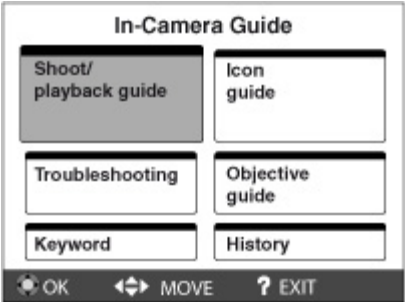 In-Camera Guide
Shoot/
playback guide
Icon
guide
Troubleshooting
Objective
guide
Keyword
History
OK MOVE ? EXIT